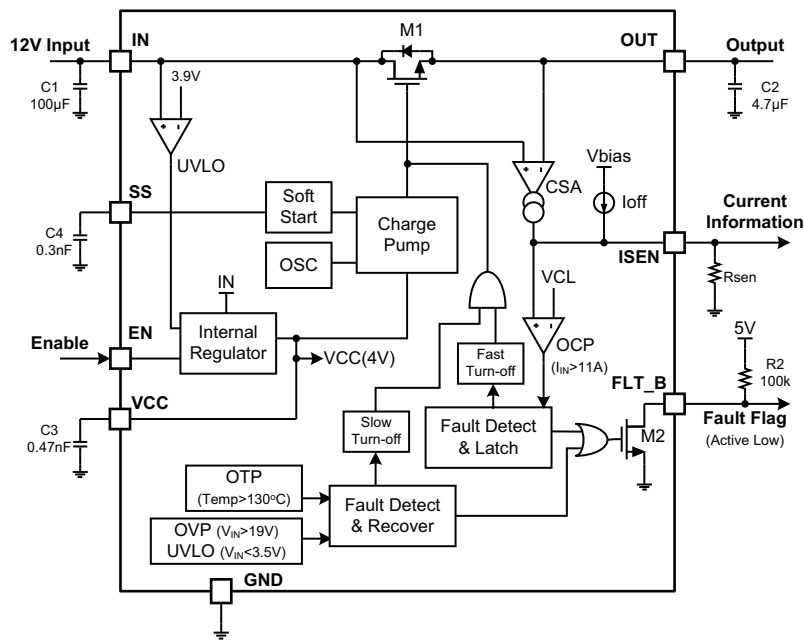 12V Input
IN
M1
OUT
Output
C1
100µF
3.9V
C2
4.7µF
UVLO
Vbias
CSA
Ioff
SS
Soft
Start
Charge
Pump
Current
Information
C4
0.3nF
OSC
ISEN
Rsen
IN
VCL
Enable
EN
Internal
Regulator
VCC(4V)
Fast
Turn-off
OCP
(IIN>11A)
5V
R2
100k
FLT_B
VCC
C3
0.47nF
Slow
Turn-off
Fault Detect
& Latch
M2
Fault Flag
(Active Low)
OTP
(Temp>130ºC)
Fault Detect
& Recover
OVP (VIN>19V)
UVLO (VIN<3.5V)
GND